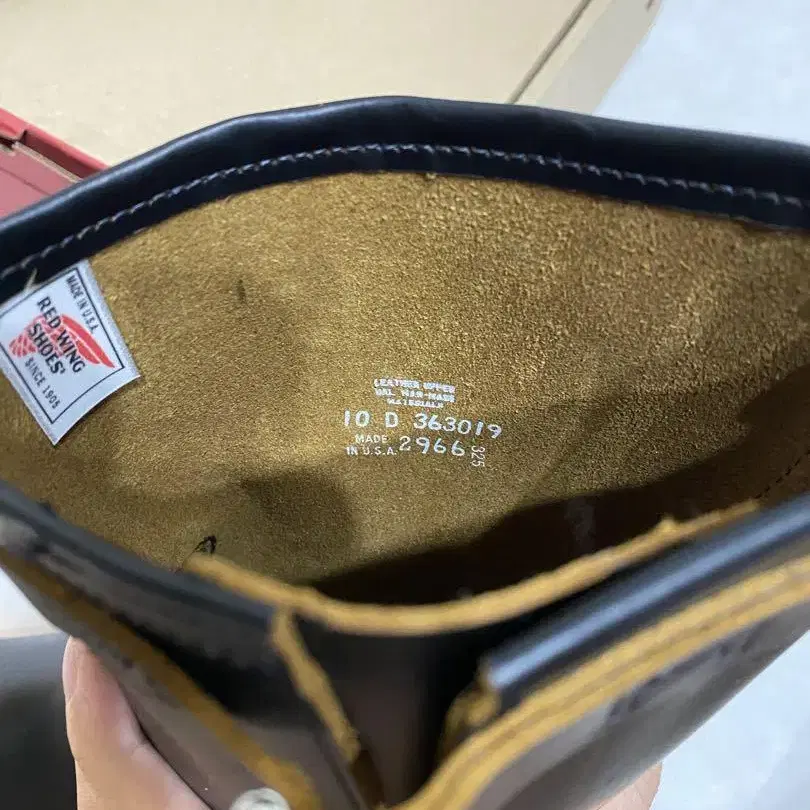 MADE IN U.S.A.
RED WING
SHOES
SINCE 1905
LEATHER UPPER
BAL MAN-MADE
MATERIALS
10 D 363019
MADE
IN U.S.A. 2966 325